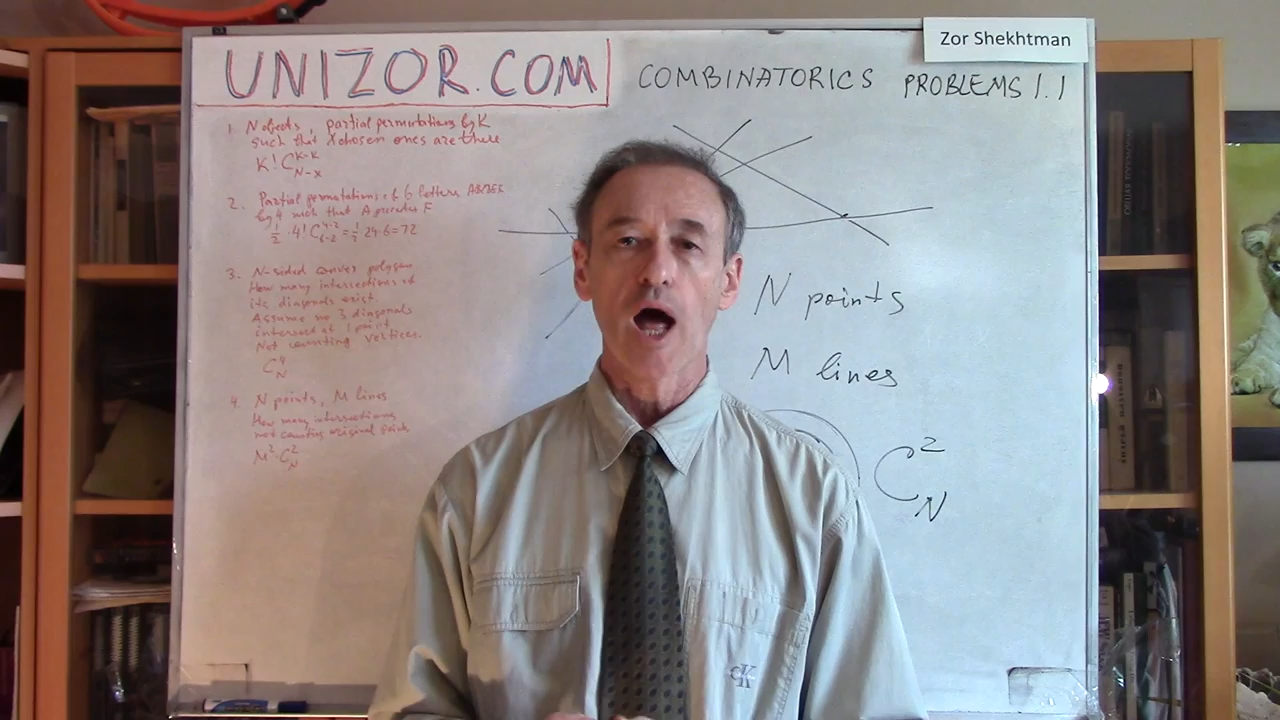 UNIZOR.COM
COMBINATORICS PROBLEMS 1.1
Zor Shekhtman
1. N objects, partial permutations by K
such that X chosen ones are there
K! C K-X N-X
2. Partial permutations of 6 letters ABCDEF
by 4 such that A precedes F
1/2 · 4! C 4-2 6-2 = 1/2 · 24·6 = 72
3. N-sided convex polygon
How many intersections of
its diagonals exist.
Assume no 3 diagonals
intersect at 1 point.
Not counting vertices.
C 4 N
4. N points, M lines
How many intersections
not counting original points
M²·C 2 N
N points
M lines
C 2 N
CK